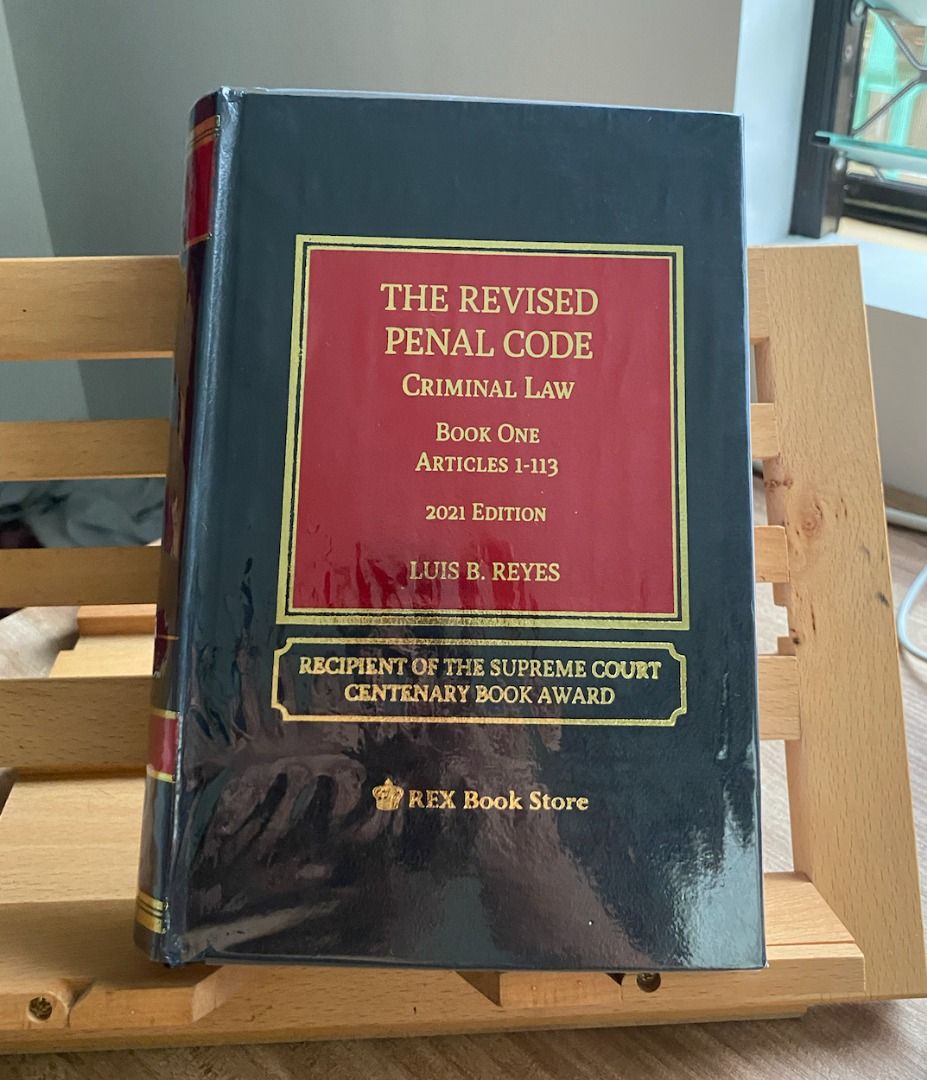 THE REVISED
PENAL CODE
CRIMINAL LAW
BOOK ONE
ARTICLES 1-113
2021 EDITION
LUIS B. REYES
RECIPIENT OF THE SUPREME COURT
CENTENARY BOOK AWARD
REX Book Store